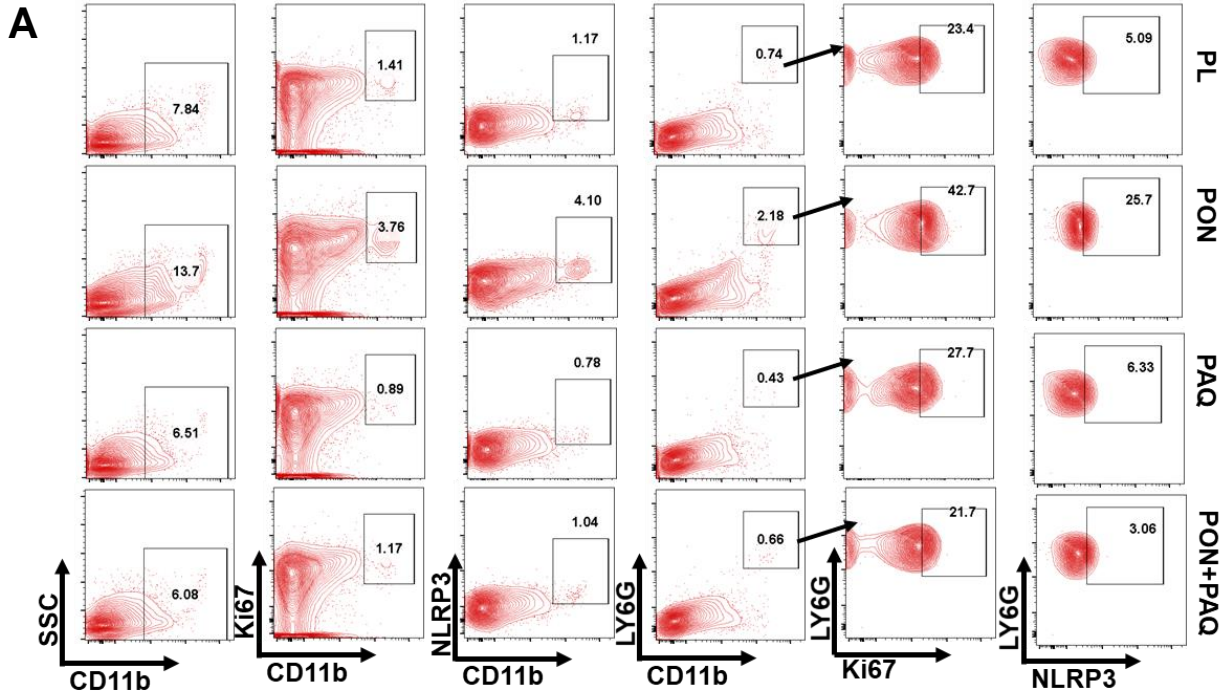 A
7.84
1.41
1.17
0.74
23.4
5.09
PL
13.7
3.76
4.10
2.18
42.7
25.7
PON
6.51
0.89
0.78
0.43
27.7
6.33
PAQ
6.08
1.17
1.04
0.66
21.7
3.06
PON+PAQ
SSC
CD11b
Ki67
CD11b
NLRP3
CD11b
LY6G
CD11b
LY6G
Ki67
LY6G
NLRP3